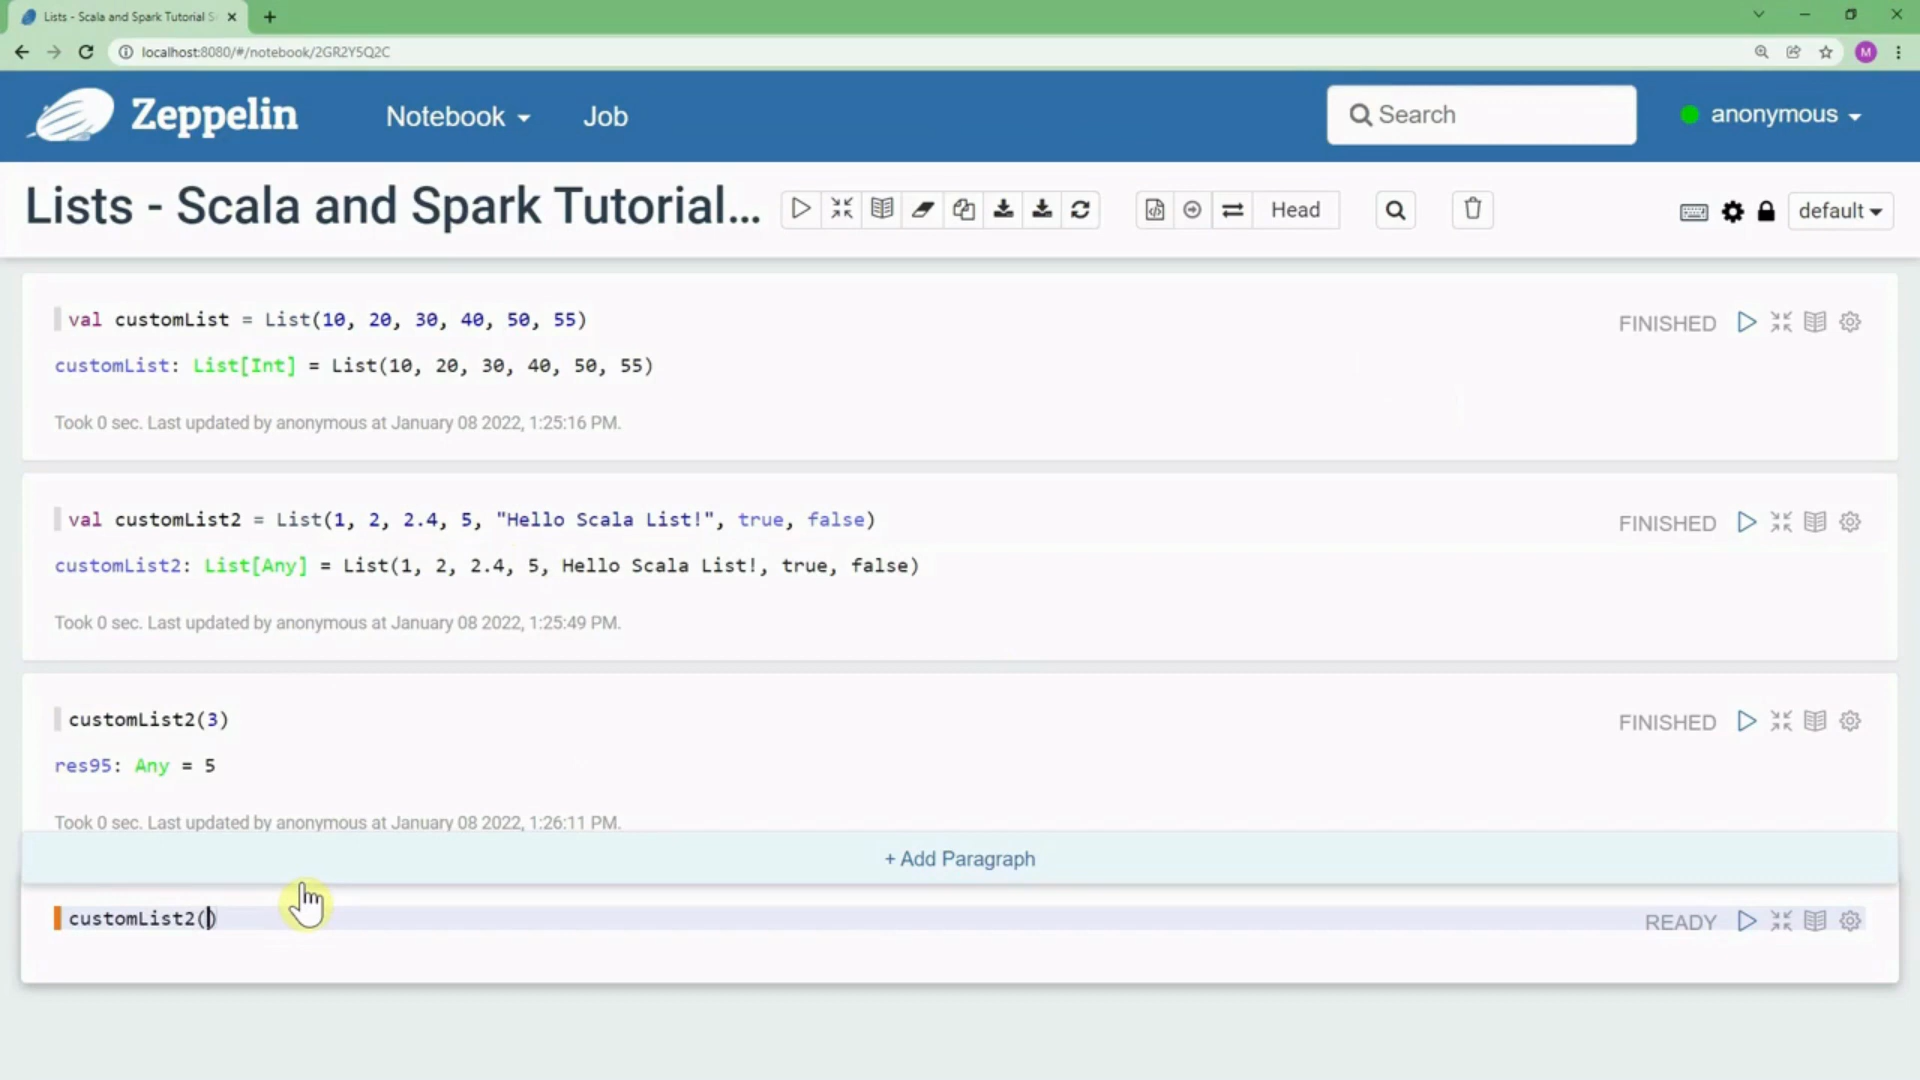 Lists - Scala and Spark Tutorial S
localhost:8080/#/notebook/2GR2Y5Q2C
M
Zeppelin Notebook Job Search anonymous
Lists - Scala and Spark Tutorial... Head default
val customList = List(10, 20, 30, 40, 50, 55) FINISHED
customList: List[Int] = List(10, 20, 30, 40, 50, 55)
Took 0 sec. Last updated by anonymous at January 08 2022, 1:25:16 PM.
val customList2 = List(1, 2, 2.4, 5, "Hello Scala List!", true, false) FINISHED
customList2: List[Any] = List(1, 2, 2.4, 5, Hello Scala List!, true, false)
Took 0 sec. Last updated by anonymous at January 08 2022, 1:25:49 PM.
customList2(3) FINISHED
res95: Any = 5
Took 0 sec. Last updated by anonymous at January 08 2022, 1:26:11 PM.
+ Add Paragraph
customList2() READY